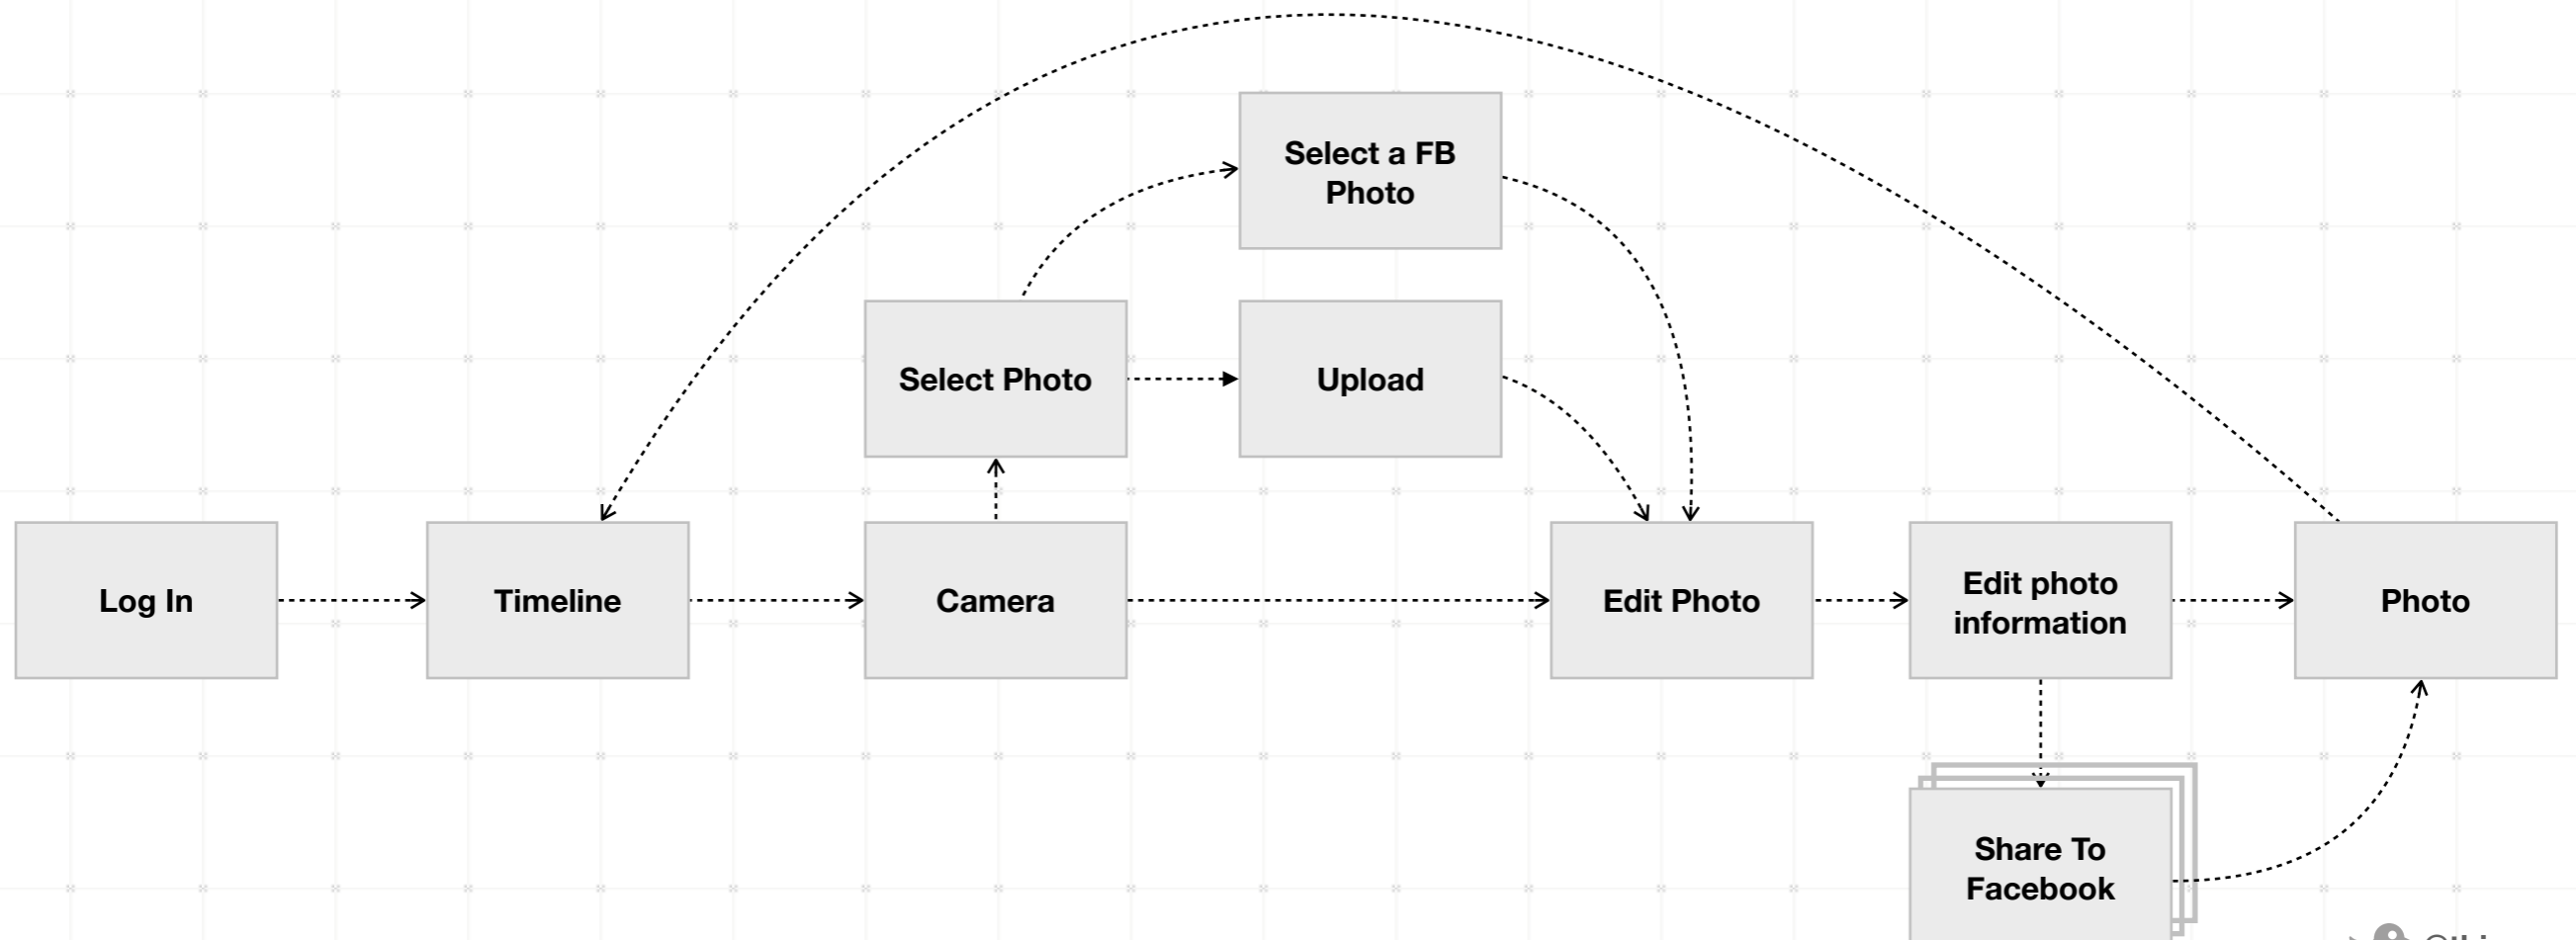 Select a FB
Photo
Select Photo
Upload
Log In
Timeline
Camera
Edit Photo
Edit photo
information
Photo
Share To
Facebook